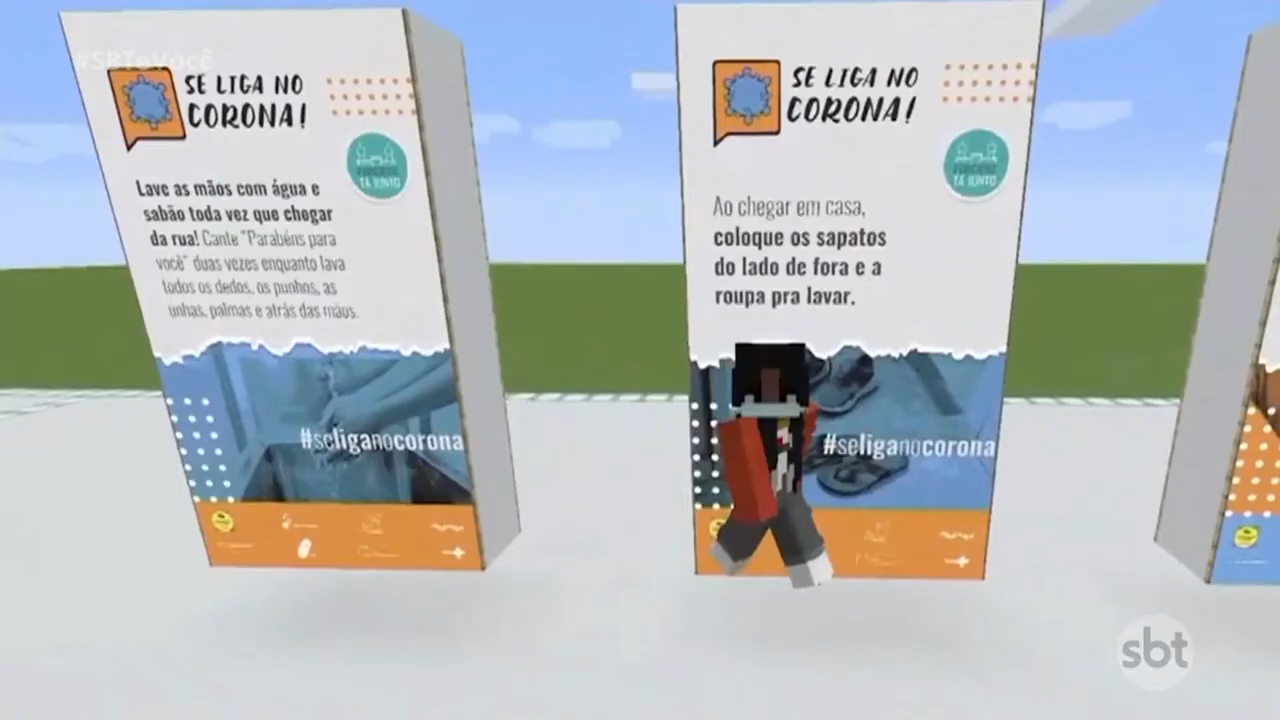 #SBTeVocê
SE LIGA NO
CORONA!
TÁ JUNTO
Lave as mãos com água e
sabão toda vez que chegar
da rua! Cante "Parabéns para
você" duas vezes enquanto lava
todos os dedos, os punhos, as
unhas, palmas e atrás das mãos.
#seliganocorona
SE LIGA NO
CORONA!
TÁ JUNTO
Ao chegar em casa,
coloque os sapatos
do lado de fora e a
roupa pra lavar.
#seliganocorona
sbt